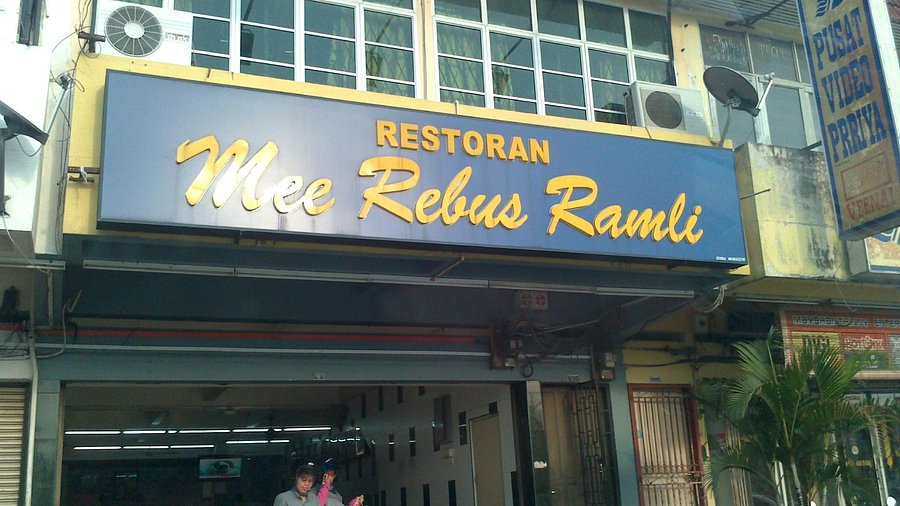 RESTORAN
Mee Rebus Ramli
PUSAT
VIDEO
PRRIYA